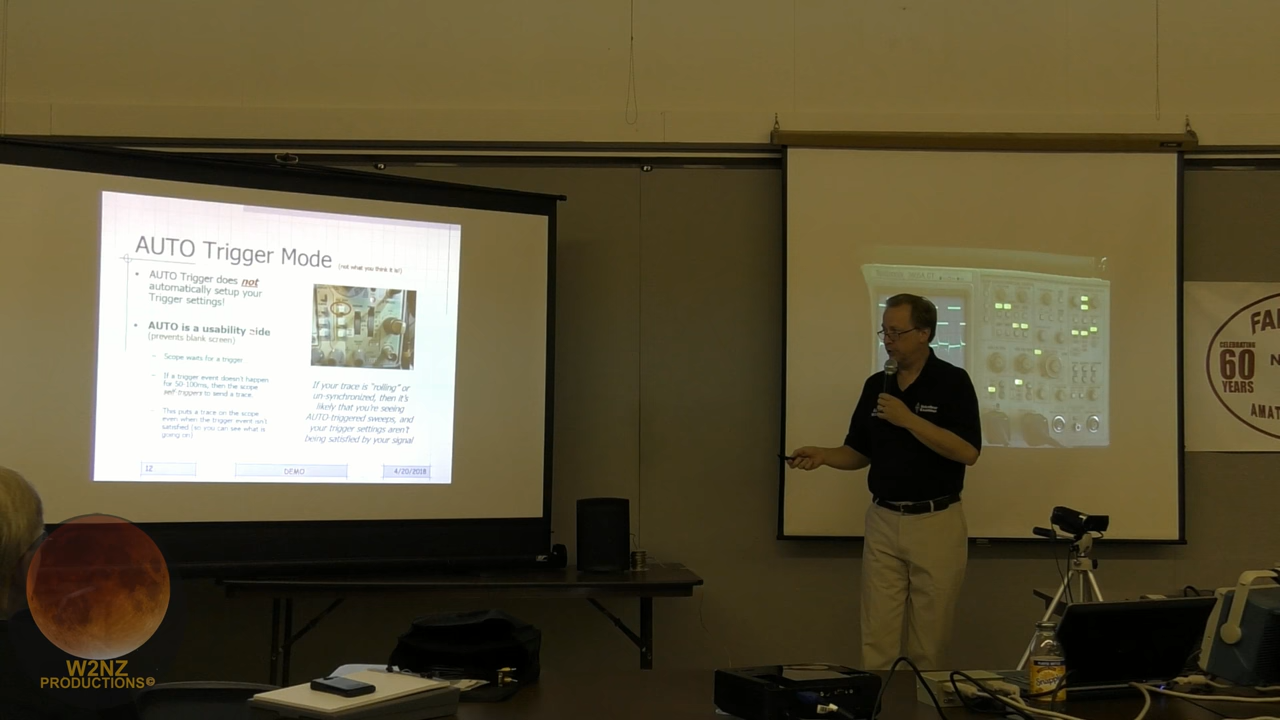 AUTO Trigger Mode (not what you think it is!)
• AUTO Trigger does not
automatically setup your
Trigger settings!
• AUTO is a usability aide
(prevents blank screen)
– Scope waits for a trigger
– If a trigger event doesn't happen
for 50-100ms, then the scope
self-triggers to send a trace.
– This puts a trace on the scope
even when the trigger event isn't
satisfied (so you can see what is
going on)
If your trace is "rolling" or
un-synchronized, then it's
likely that you're seeing
AUTO-triggered sweeps, and
your trigger settings aren't
being satisfied by your signal
12
DEMO
4/20/2018
CELEBRATING
60
YEARS
Snapple
W2NZ
PRODUCTIONS©